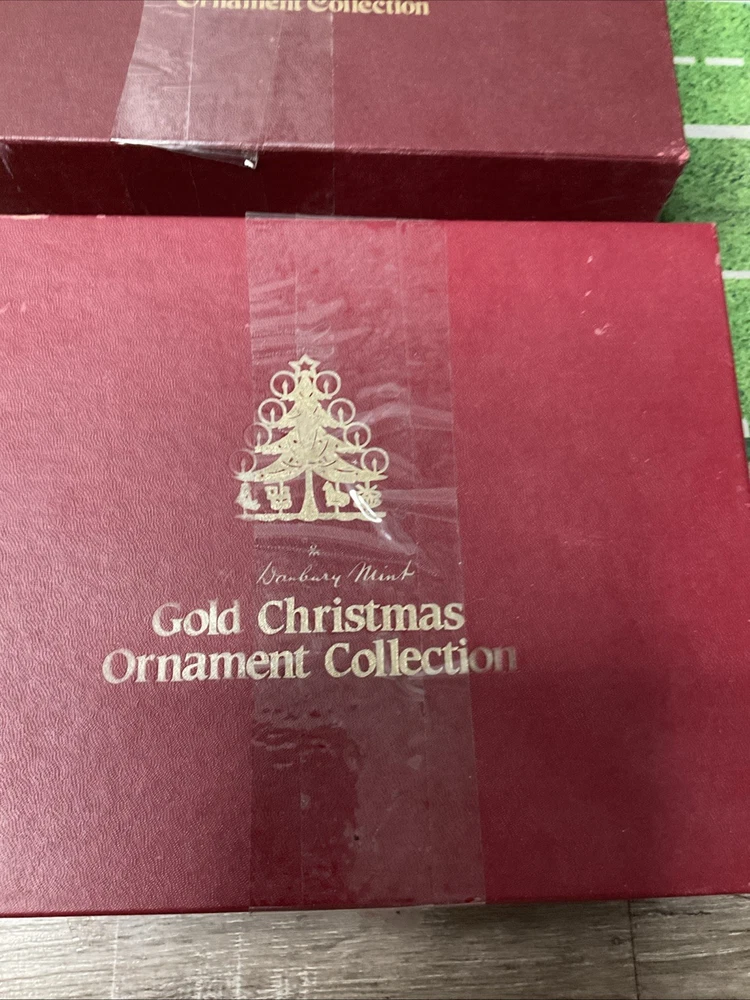 Ornament Collection
The
Danbury Mint
Gold Christmas
Ornament Collection